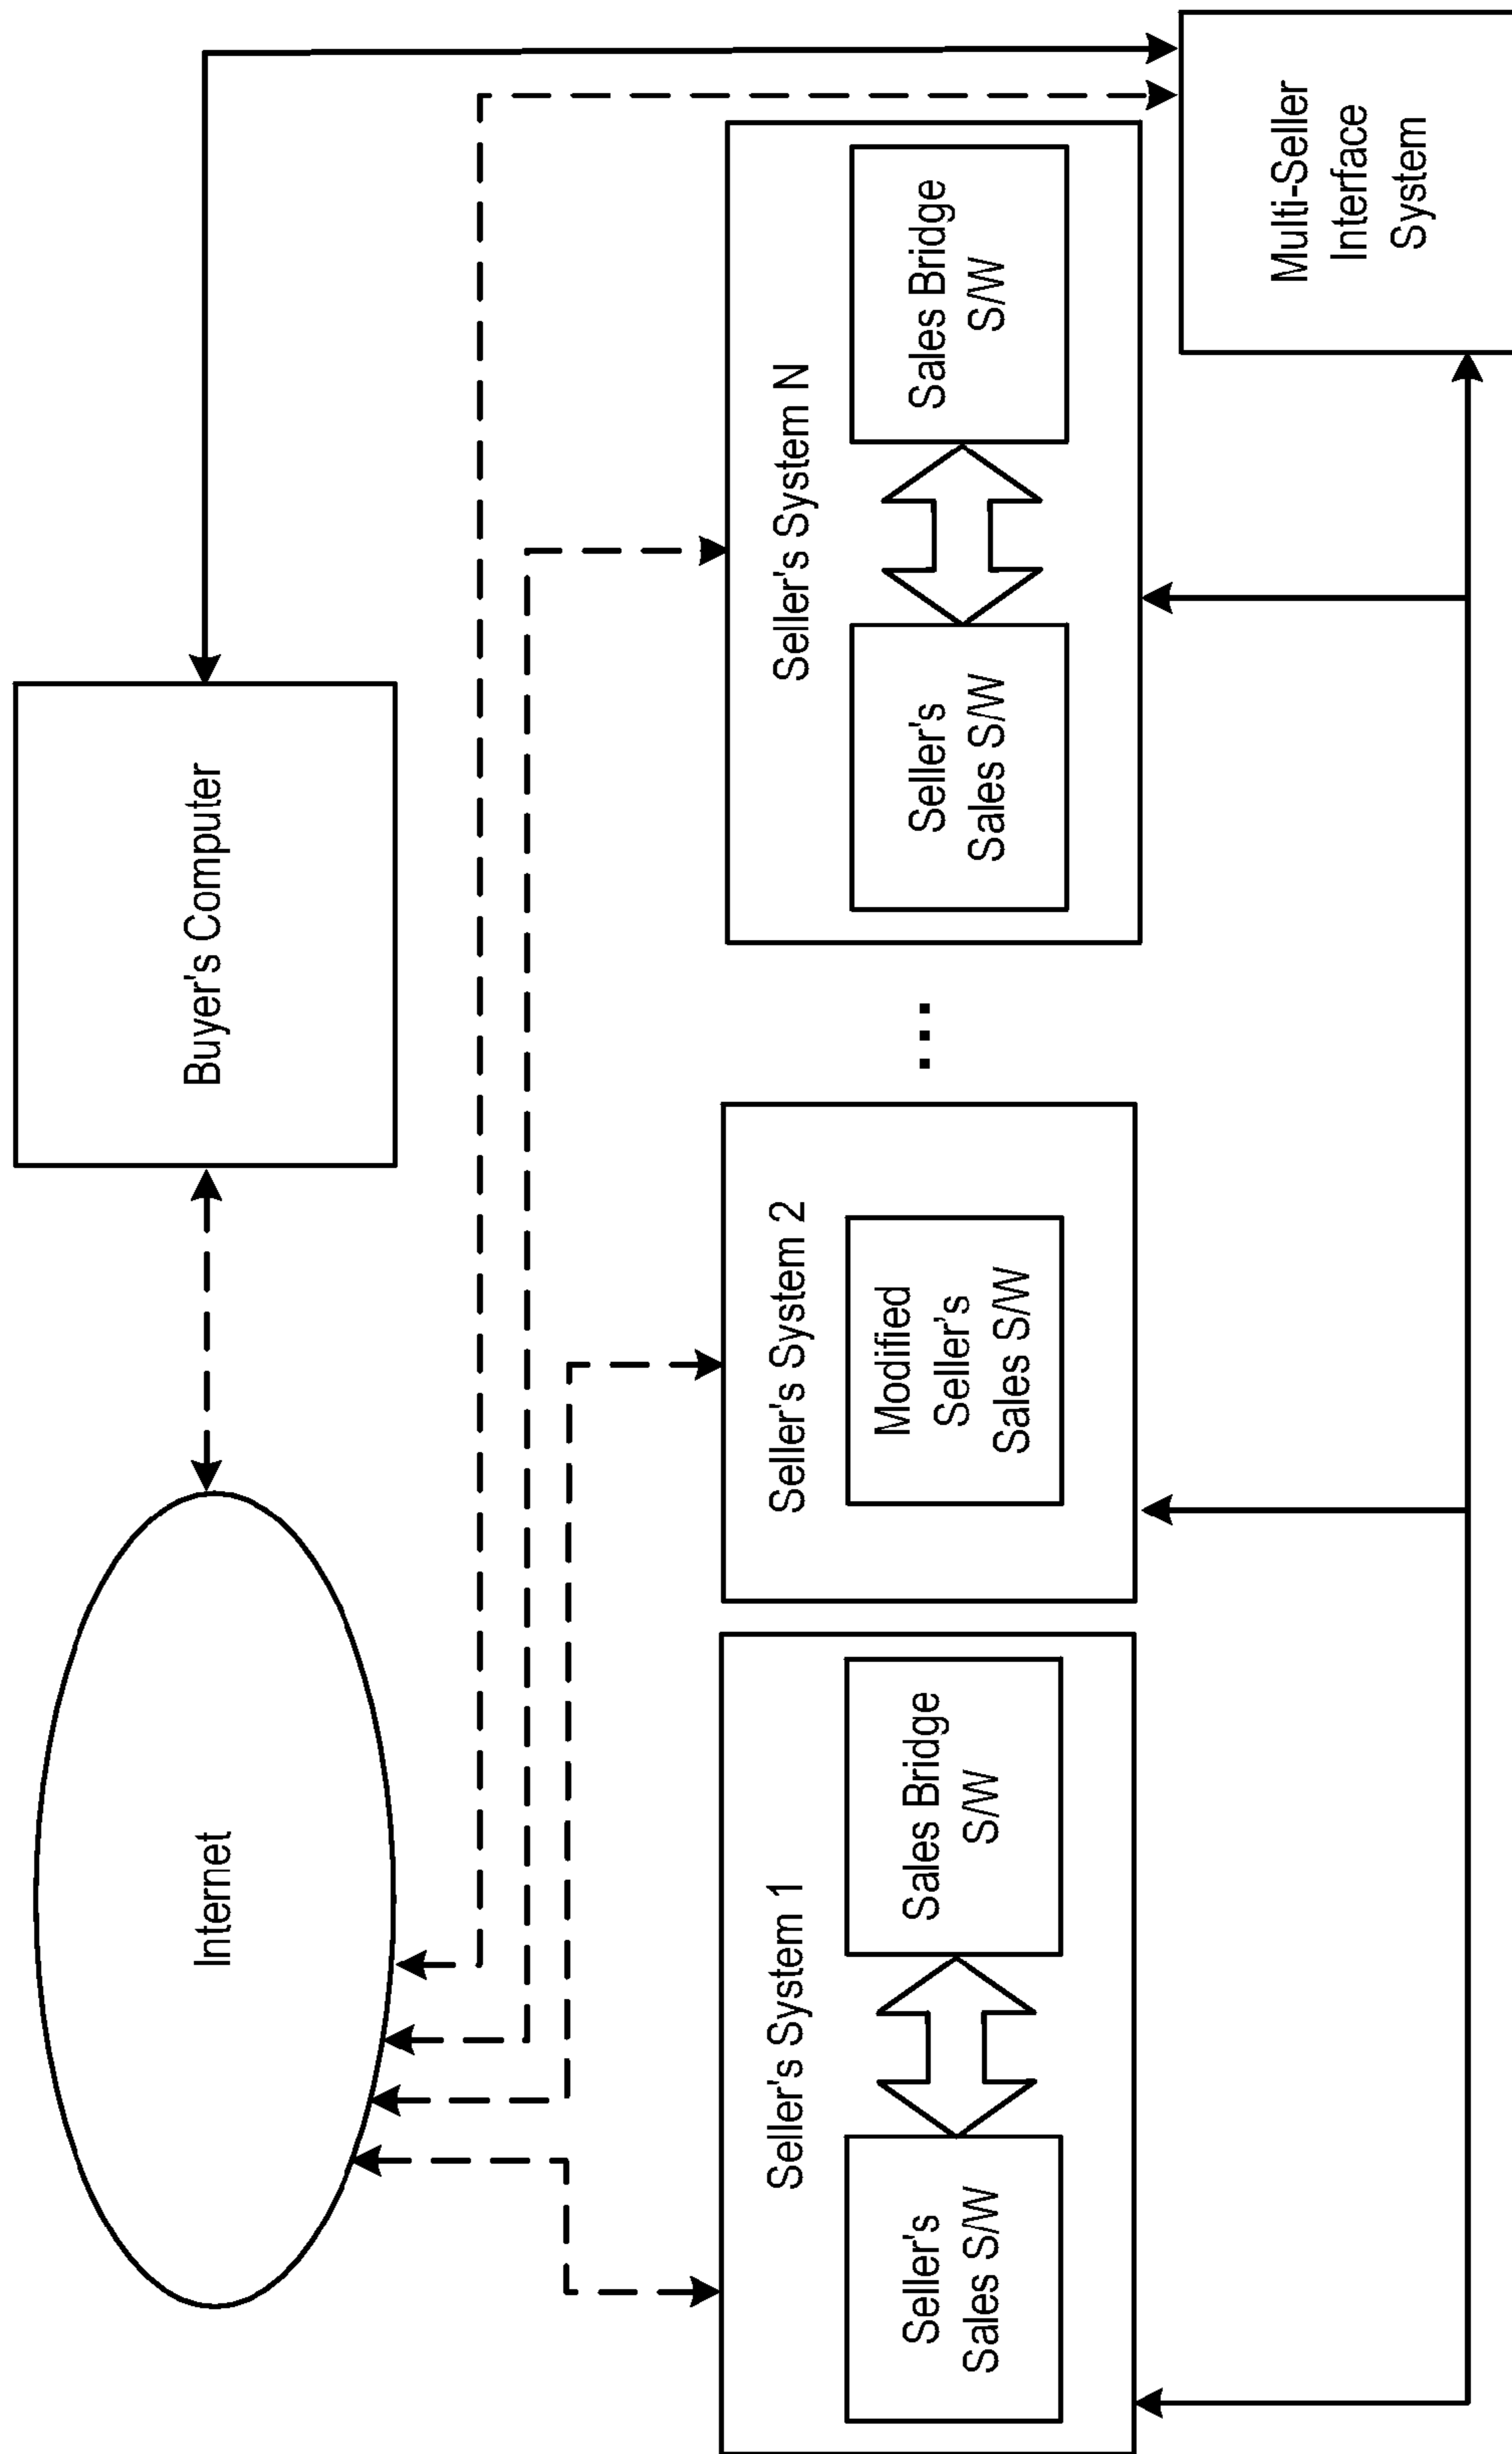 Internet
Buyer's Computer
Seller's System 1
Seller's
Sales S/W
Sales Bridge
S/W
Seller's System 2
Modified
Seller's
Sales S/W
...
Seller's System N
Seller's
Sales S/W
Sales Bridge
S/W
Multi-Seller
Interface
System